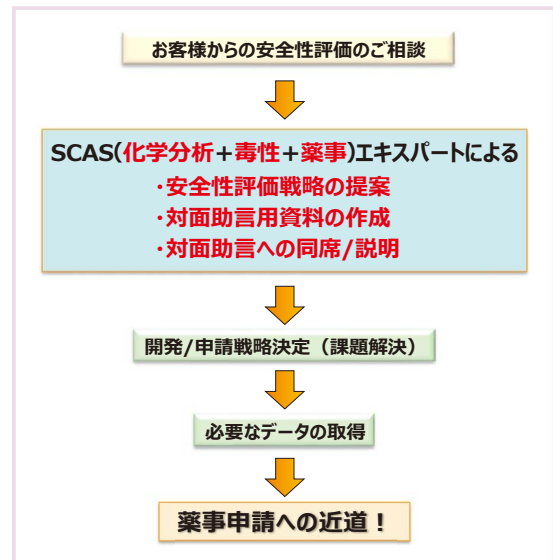 お客様からの安全性評価のご相談
SCAS(化学分析+毒性+薬事)エキスパートによる
・安全性評価戦略の提案
・対面助言用資料の作成
・対面助言への同席/説明
開発/申請戦略決定（課題解決）
必要なデータの取得
薬事申請への近道！